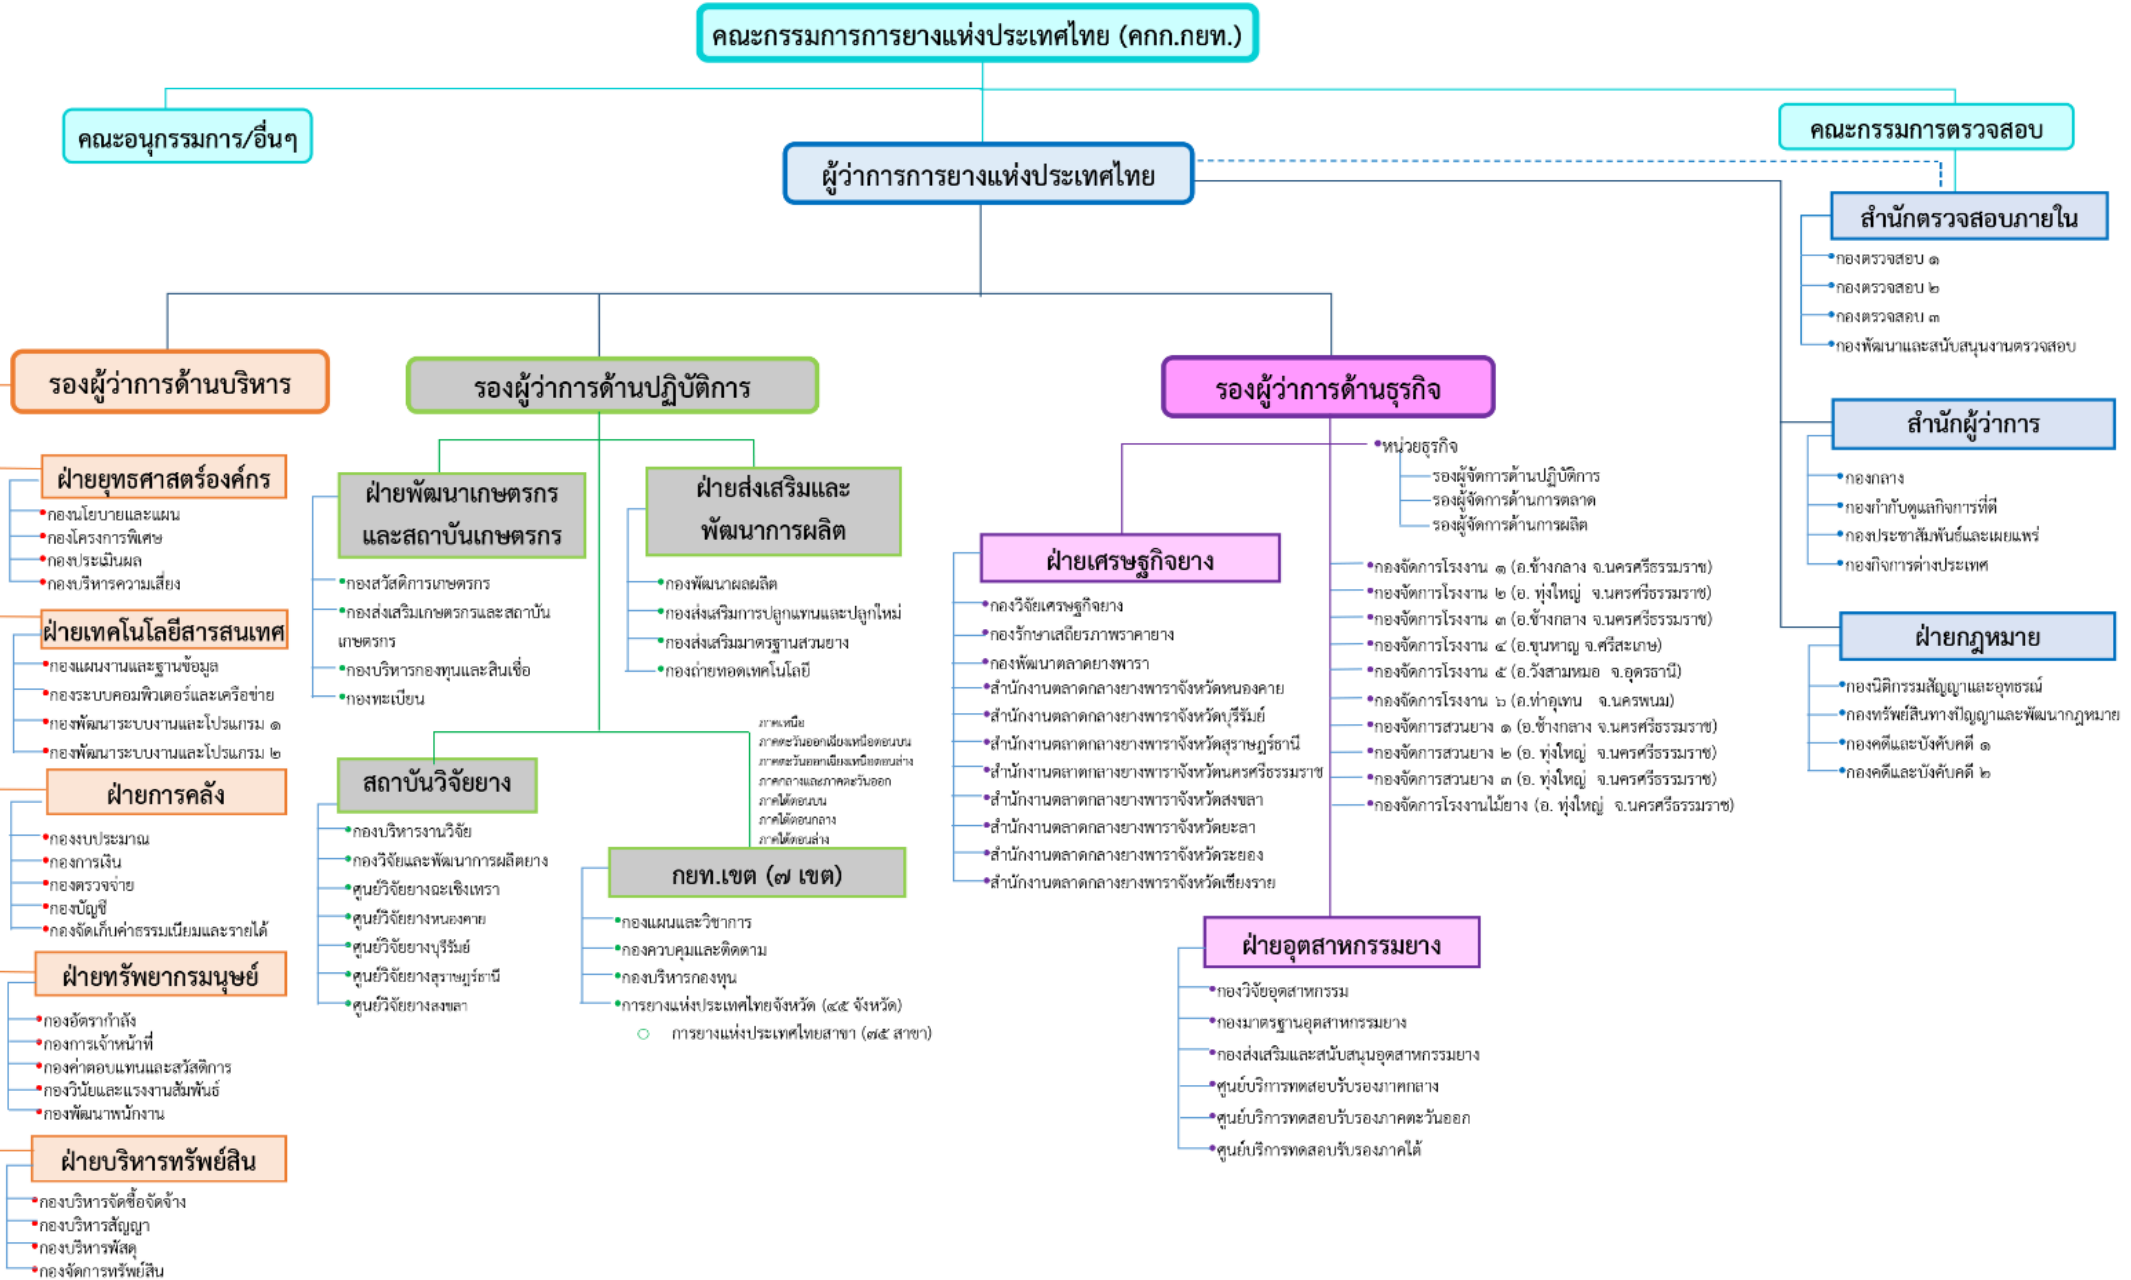 คณะกรรมการการยางแห่งประเทศไทย (คกก.กยท.)
คณะอนุกรรมการ/อื่นๆ
คณะกรรมการตรวจสอบ
ผู้ว่าการการยางแห่งประเทศไทย
สำนักตรวจสอบภายใน
กองตรวจสอบ ๑
กองตรวจสอบ ๒
กองตรวจสอบ ๓
กองพัฒนาและสนับสนุนงานตรวจสอบ
สำนักผู้ว่าการ
กองกลาง
กองกำกับดูแลกิจการที่ดี
กองประชาสัมพันธ์และเผยแพร่
กองกิจการต่างประเทศ
ฝ่ายกฎหมาย
กองนิติกรรมสัญญาและอุทธรณ์
กองทรัพย์สินทางปัญญาและพัฒนากฎหมาย
กองคดีและบังคับคดี ๑
กองคดีและบังคับคดี ๒
รองผู้ว่าการด้านบริหาร
ฝ่ายยุทธศาสตร์องค์กร
กองนโยบายและแผน
กองโครงการพิเศษ
กองประเมินผล
กองบริหารความเสี่ยง
ฝ่ายเทคโนโลยีสารสนเทศ
กองแผนงานและฐานข้อมูล
กองระบบคอมพิวเตอร์และเครือข่าย
กองพัฒนาระบบงานและโปรแกรม ๑
กองพัฒนาระบบงานและโปรแกรม ๒
ฝ่ายการคลัง
กองงบประมาณ
กองการเงิน
กองตรวจจ่าย
กองบัญชี
กองจัดเก็บค่าธรรมเนียมและรายได้
ฝ่ายทรัพยากรมนุษย์
กองอัตรากำลัง
กองการเจ้าหน้าที่
กองค่าตอบแทนและสวัสดิการ
กองวินัยและแรงงานสัมพันธ์
กองพัฒนาพนักงาน
ฝ่ายบริหารทรัพย์สิน
กองบริหารจัดซื้อจัดจ้าง
กองบริหารสัญญา
กองบริหารพัสดุ
กองจัดการทรัพย์สิน
รองผู้ว่าการด้านปฏิบัติการ
ฝ่ายพัฒนาเกษตรกร
และสถาบันเกษตรกร
กองสวัสดิการเกษตรกร
กองส่งเสริมเกษตรกรและสถาบัน
เกษตรกร
กองบริหารกองทุนและสินเชื่อ
กองทะเบียน
ฝ่ายส่งเสริมและ
พัฒนาการผลิต
กองพัฒนาผลผลิต
กองส่งเสริมการปลูกแทนและปลูกใหม่
กองส่งเสริมมาตรฐานสวนยาง
กองถ่ายทอดเทคโนโลยี
สถาบันวิจัยยาง
กองบริหารงานวิจัย
กองวิจัยและพัฒนาการผลิตยาง
ศูนย์วิจัยยางฉะเชิงเทรา
ศูนย์วิจัยยางหนองคาย
ศูนย์วิจัยยางบุรีรัมย์
ศูนย์วิจัยยางสุราษฎร์ธานี
ศูนย์วิจัยยางสงขลา
ภาคเหนือ
ภาคตะวันออกเฉียงเหนือตอนบน
ภาคตะวันออกเฉียงเหนือตอนล่าง
ภาคกลางและภาคตะวันออก
ภาคใต้ตอนบน
ภาคใต้ตอนกลาง
ภาคใต้ตอนล่าง
กยท.เขต (๗ เขต)
กองแผนและวิชาการ
กองควบคุมและติดตาม
กองบริหารกองทุน
การยางแห่งประเทศไทยจังหวัด (๔๕ จังหวัด)
การยางแห่งประเทศไทยสาขา (๗๕ สาขา)
รองผู้ว่าการด้านธุรกิจ
หน่วยธุรกิจ
รองผู้จัดการด้านปฏิบัติการ
รองผู้จัดการด้านการตลาด
รองผู้จัดการด้านการผลิต
ฝ่ายเศรษฐกิจยาง
กองวิจัยเศรษฐกิจยาง
กองรักษาเสถียรภาพราคายาง
กองพัฒนาตลาดยางพารา
สำนักงานตลาดกลางยางพาราจังหวัดหนองคาย
สำนักงานตลาดกลางยางพาราจังหวัดบุรีรัมย์
สำนักงานตลาดกลางยางพาราจังหวัดสุราษฎร์ธานี
สำนักงานตลาดกลางยางพาราจังหวัดนครศรีธรรมราช
สำนักงานตลาดกลางยางพาราจังหวัดสงขลา
สำนักงานตลาดกลางยางพาราจังหวัดยะลา
สำนักงานตลาดกลางยางพาราจังหวัดระยอง
สำนักงานตลาดกลางยางพาราจังหวัดเชียงราย
กองจัดการโรงงาน ๑ (อ.ช้างกลาง จ.นครศรีธรรมราช)
กองจัดการโรงงาน ๒ (อ. ทุ่งใหญ่ จ.นครศรีธรรมราช)
กองจัดการโรงงาน ๓ (อ.ช้างกลาง จ.นครศรีธรรมราช)
กองจัดการโรงงาน ๔ (อ.ขุนหาญ จ.ศรีสะเกษ)
กองจัดการโรงงาน ๕ (อ.วังสามหมอ จ.อุดรธานี)
กองจัดการโรงงาน ๖ (อ.ท่าอุเทน จ.นครพนม)
กองจัดการสวนยาง ๑ (อ.ช้างกลาง จ.นครศรีธรรมราช)
กองจัดการสวนยาง ๒ (อ. ทุ่งใหญ่ จ.นครศรีธรรมราช)
กองจัดการสวนยาง ๓ (อ. ทุ่งใหญ่ จ.นครศรีธรรมราช)
กองจัดการโรงงานไม้ยาง (อ. ทุ่งใหญ่ จ.นครศรีธรรมราช)
ฝ่ายอุตสาหกรรมยาง
กองวิจัยอุตสาหกรรม
กองมาตรฐานอุตสาหกรรมยาง
กองส่งเสริมและสนับสนุนอุตสาหกรรมยาง
ศูนย์บริการทดสอบรับรองภาคกลาง
ศูนย์บริการทดสอบรับรองภาคตะวันออก
ศูนย์บริการทดสอบรับรองภาคใต้